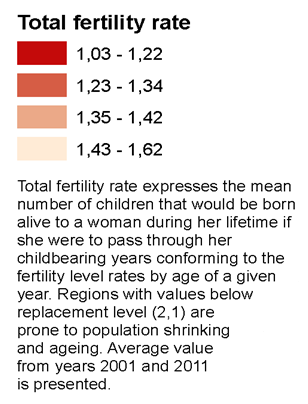 Total fertility rate
1,03 - 1,22
1,23 - 1,34
1,35 - 1,42
1,43 - 1,62
Total fertility rate expresses the mean
number of children that would be born
alive to a woman during her lifetime if
she were to pass through her
childbearing years conforming to the
fertility level rates by age of a given
year. Regions with values below
replacement level (2,1) are
prone to population shrinking
and ageing. Average value
from years 2001 and 2011
is presented.